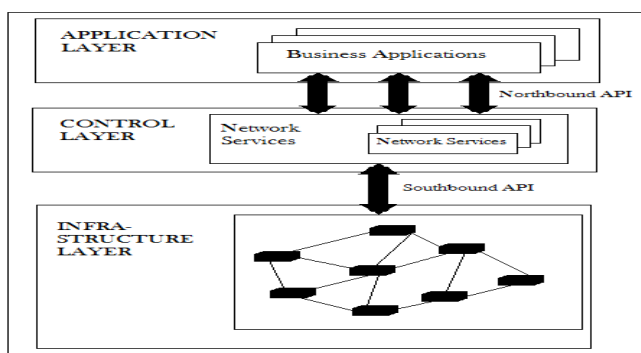 APPLICATION
LAYER
Business Applications
Northbound API
CONTROL
LAYER
Network
Services
Network Services
Southbound API
INFRA-
STRUCTURE
LAYER